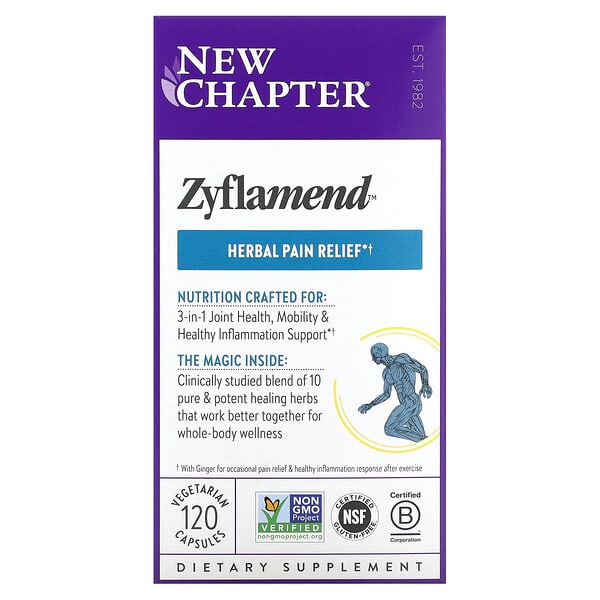 NEW
CHAPTER®
EST. 1982
Zyflamend™
HERBAL PAIN RELIEF*†
NUTRITION CRAFTED FOR:
3-in-1 Joint Health, Mobility &
Healthy Inflammation Support*†
THE MAGIC INSIDE:
Clinically studied blend of 10
pure & potent healing herbs
that work better together for
whole-body wellness
† With Ginger for occasional pain relief & healthy inflammation response after exercise
VEGETARIAN
120
CAPSULES
NON
GMO
Project
VERIFIED
nongmoproject.org
CERTIFIED
NSF
GLUTEN-FREE
Certified
B
Corporation
DIETARY SUPPLEMENT